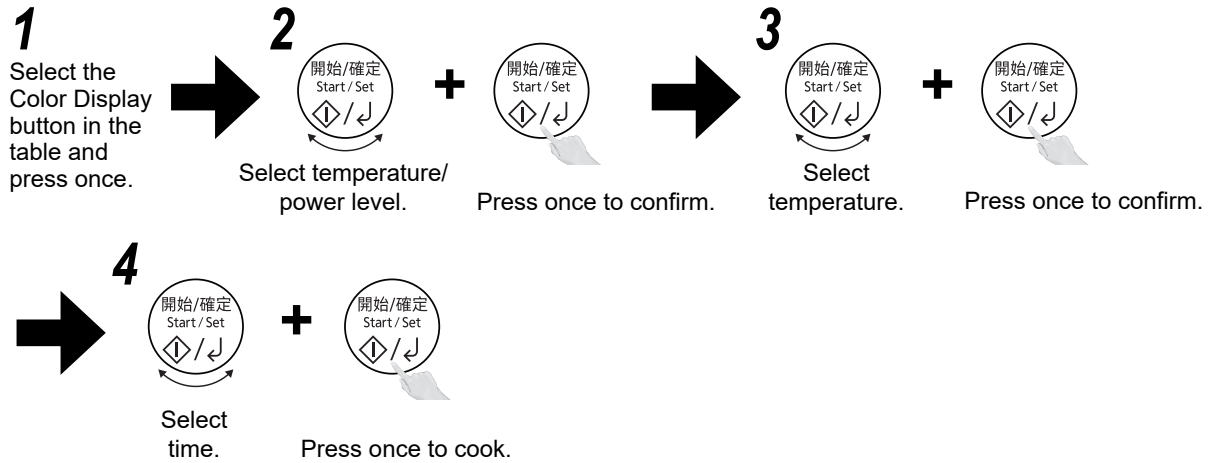 1
Select the
Color Display
button in the
table and
press once.
2
開始/確定
Start/Set
Select temperature/
power level.
開始/確定
Start/Set
Press once to confirm.
3
開始/確定
Start/Set
Select
temperature.
開始/確定
Start/Set
Press once to confirm.
4
開始/確定
Start/Set
Select
time.
開始/確定
Start/Set
Press once to cook.